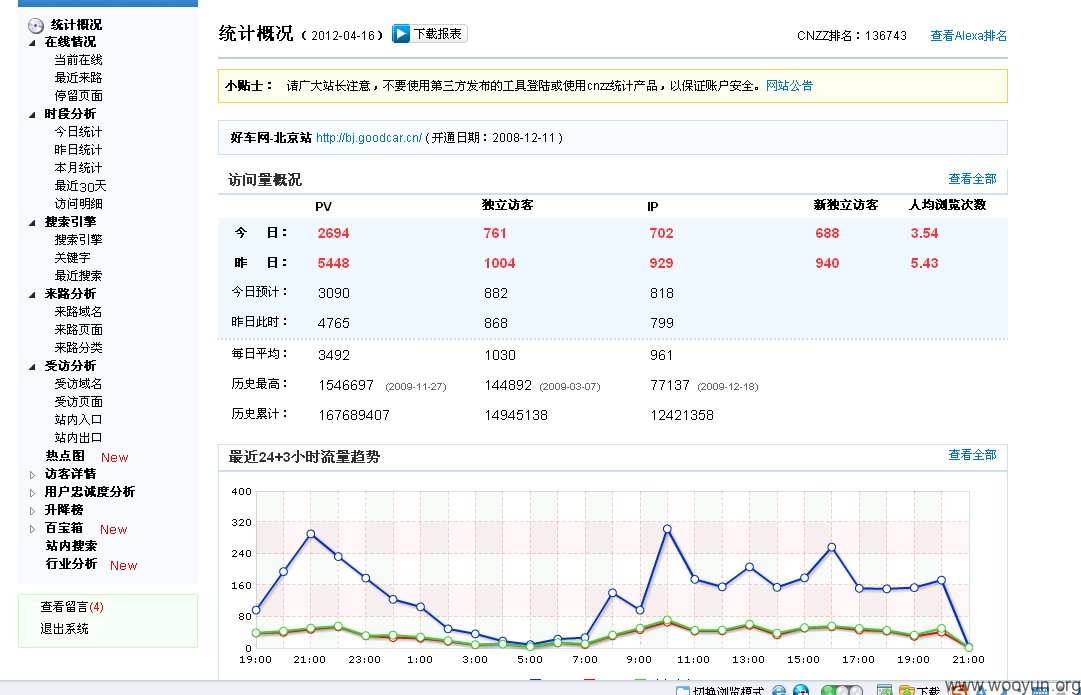 统计概况
在线情况
当前在线
最近来路
停留页面
时段分析
今日统计
昨日统计
本月统计
最近30天
访问明细
搜索引擎
搜索引擎
关键字
最近搜索
来路分析
来路域名
来路页面
来路分类
受访分析
受访域名
受访页面
站内入口
站内出口
热点图 New
访客详情
用户忠诚度分析
升降榜
百宝箱 New
站内搜索
行业分析 New
查看留言(4)
退出系统
统计概况 ( 2012-04-16 ) 下载报表 CNZZ排名：136743 查看Alexa排名
小贴士： 请广大站长注意，不要使用第三方发布的工具登陆或使用cnzz统计产品，以保证账户安全。网站公告
好车网-北京站 http://bj.goodcar.cn/ ( 开通日期：2008-12-11 )
访问量概况 查看全部
PV 独立访客 IP 新独立访客 人均浏览次数
今 日： 2694 761 702 688 3.54
昨 日： 5448 1004 929 940 5.43
今日预计： 3090 882 818
昨日此时： 4765 868 799
每日平均： 3492 1030 961
历史最高： 1546697 (2009-11-27) 144892 (2009-03-07) 77137 (2009-12-18)
历史累计： 167689407 14945138 12421358
最近24+3小时流量趋势 查看全部
400
320
240
160
80
0
19:00 21:00 23:00 1:00 3:00 5:00 7:00 9:00 11:00 13:00 15:00 17:00 19:00 21:00
切换浏览模式 下载
www.wooyun.org